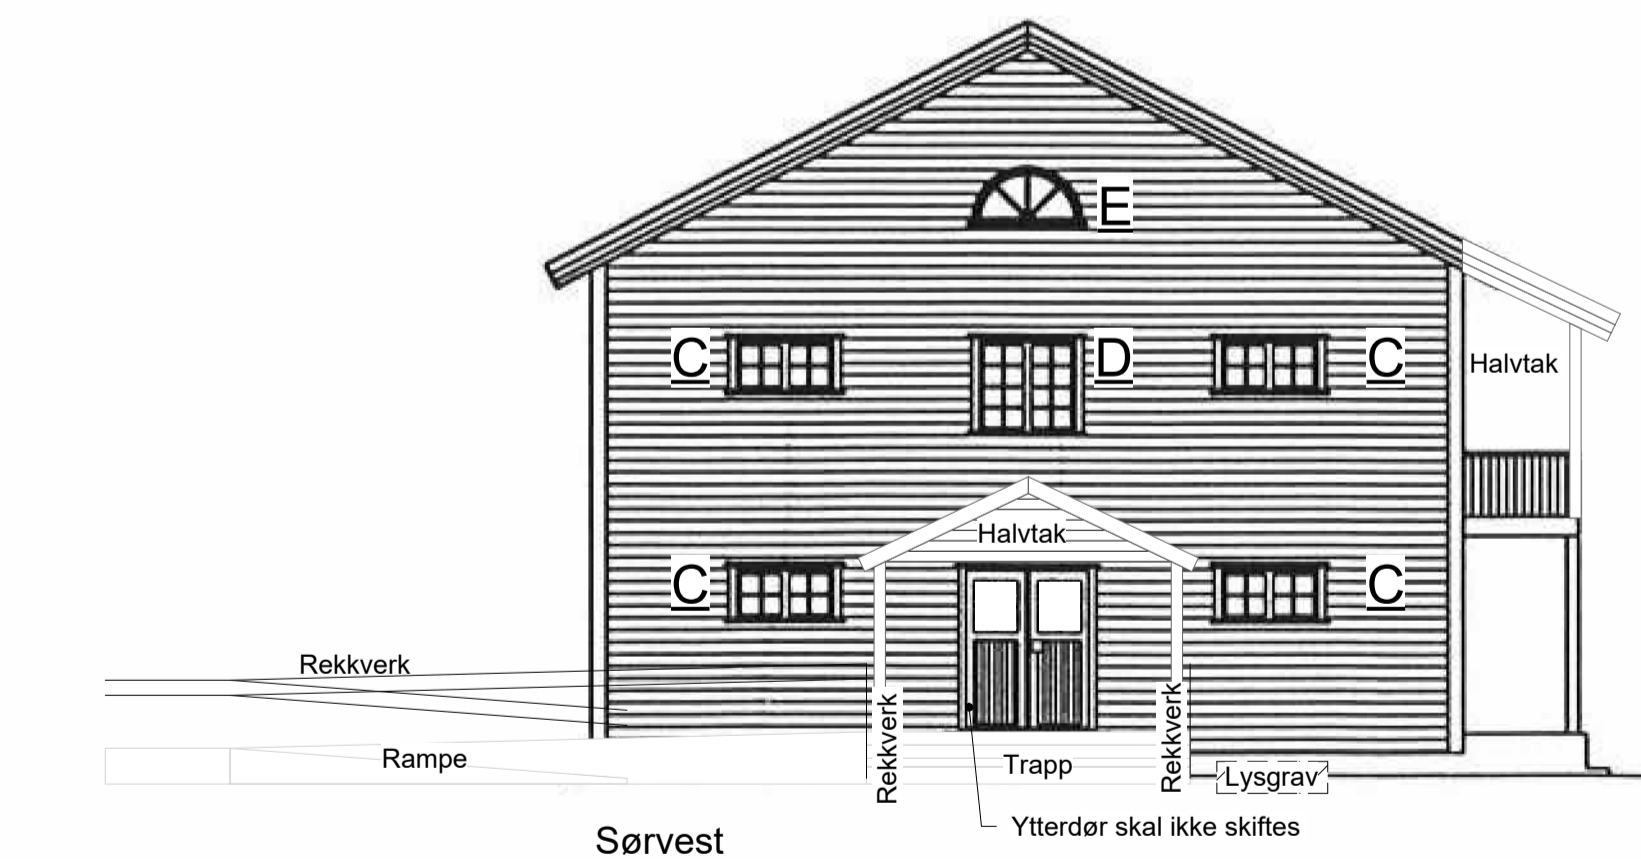 E
C
D
C
Halvtak
Halvtak
C
C
Rekkverk
Rekkverk
Rekkverk
Rampe
Trapp
Lysgrav
Ytterdør skal ikke skiftes
Sørvest